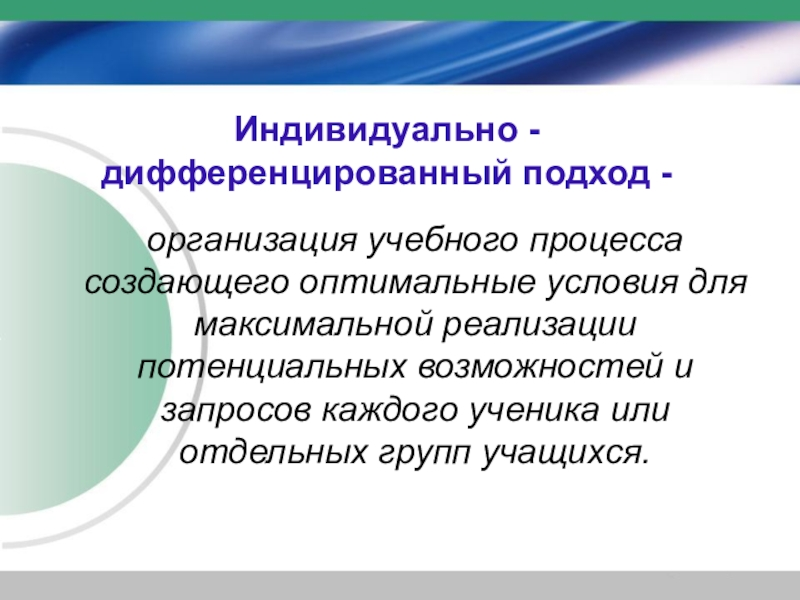 Индивидуально -
дифференцированный подход -
организация учебного процесса
создающего оптимальные условия для
максимальной реализации
потенциальных возможностей и
запросов каждого ученика или
отдельных групп учащихся.